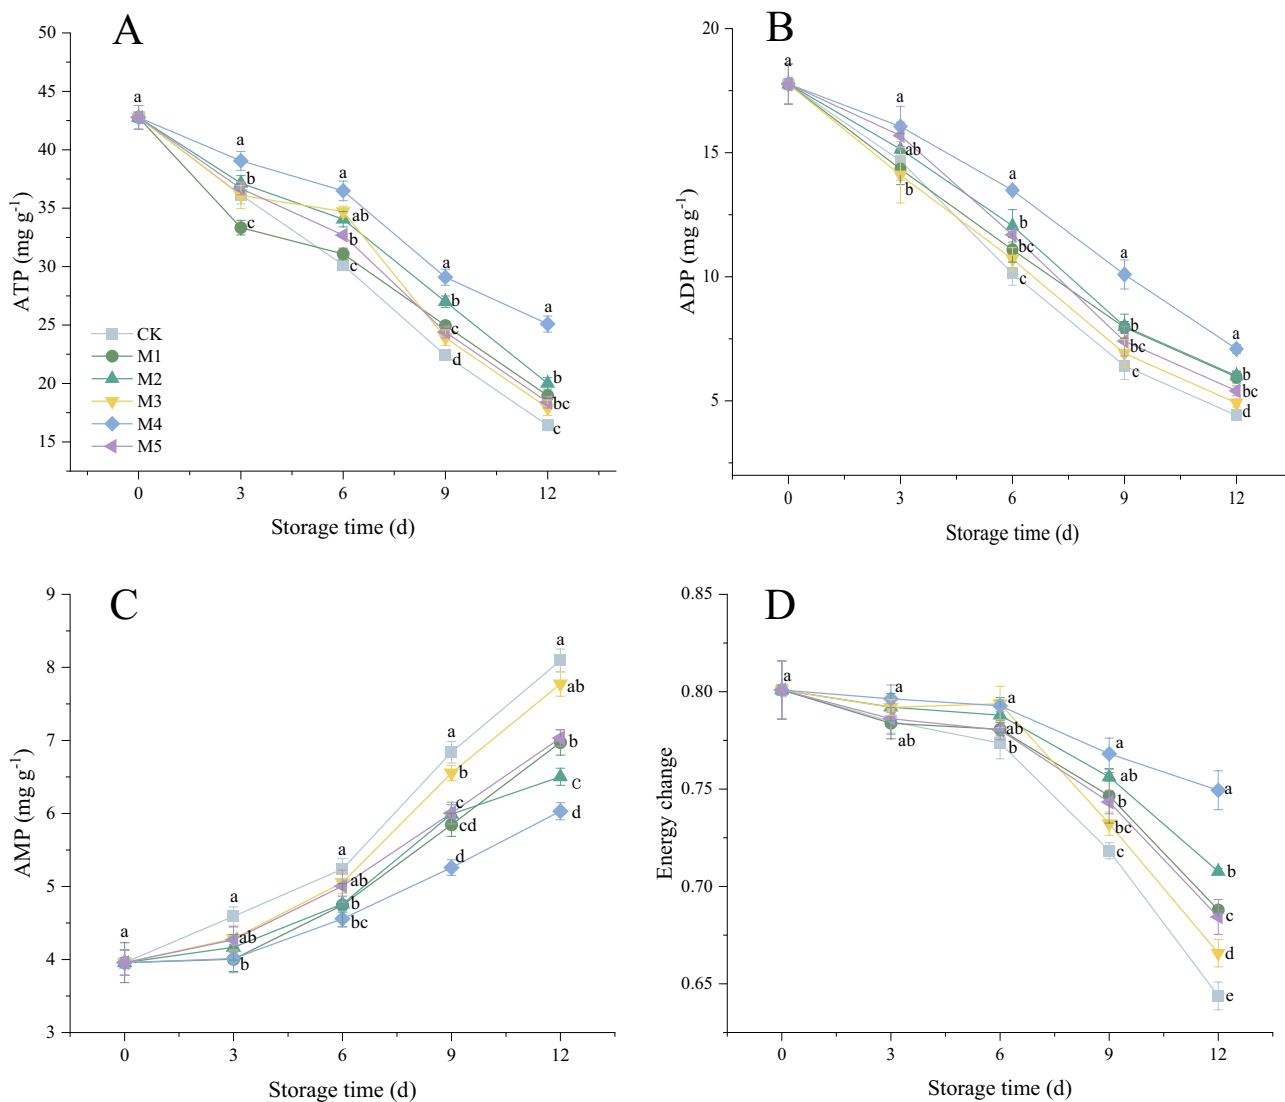 A
50
45
40
35
30
25
20
15
ATP (mg g-1)
a
a
b
c
a
ab
b
c
a
b
c
d
a
b
bc
c
CK
M1
M2
M3
M4
M5
0 3 6 9 12
Storage time (d)
B
20
15
10
5
ADP (mg g-1)
a
a
ab
b
a
b
bc
c
a
b
bc
c
a
b
bc
d
0 3 6 9 12
Storage time (d)
C
9
8
7
6
5
4
3
AMP (mg g-1)
a
a
ab
b
a
ab
b
bc
a
b
c
cd
d
a
ab
b
C
d
0 3 6 9 12
Storage time (d)
D
0.85
0.80
0.75
0.70
0.65
Energy change
a
a
ab
a
ab
b
a
ab
b
bc
c
a
b
c
d
e
0 3 6 9 12
Storage time (d)